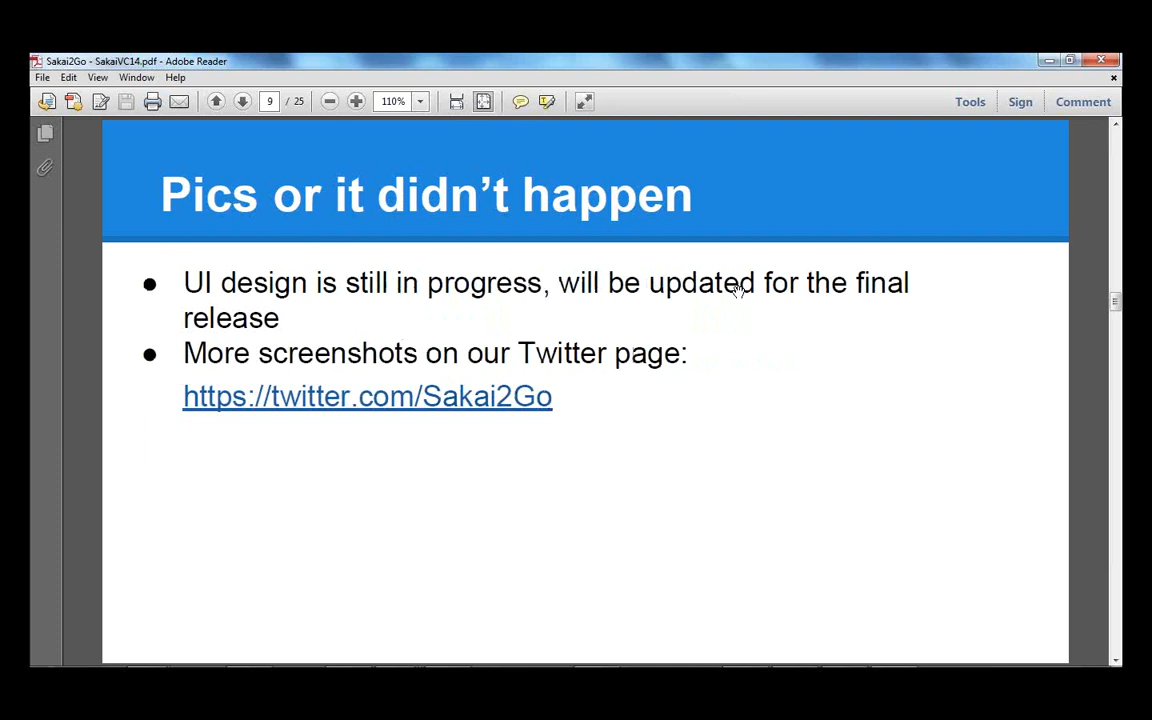 Sakai2Go - SakaiVC14.pdf - Adobe Reader
File Edit View Window Help
9 / 25 110% Tools Sign Comment
Pics or it didn’t happen
● UI design is still in progress, will be updated for the final
release
● More screenshots on our Twitter page:
https://twitter.com/Sakai2Go